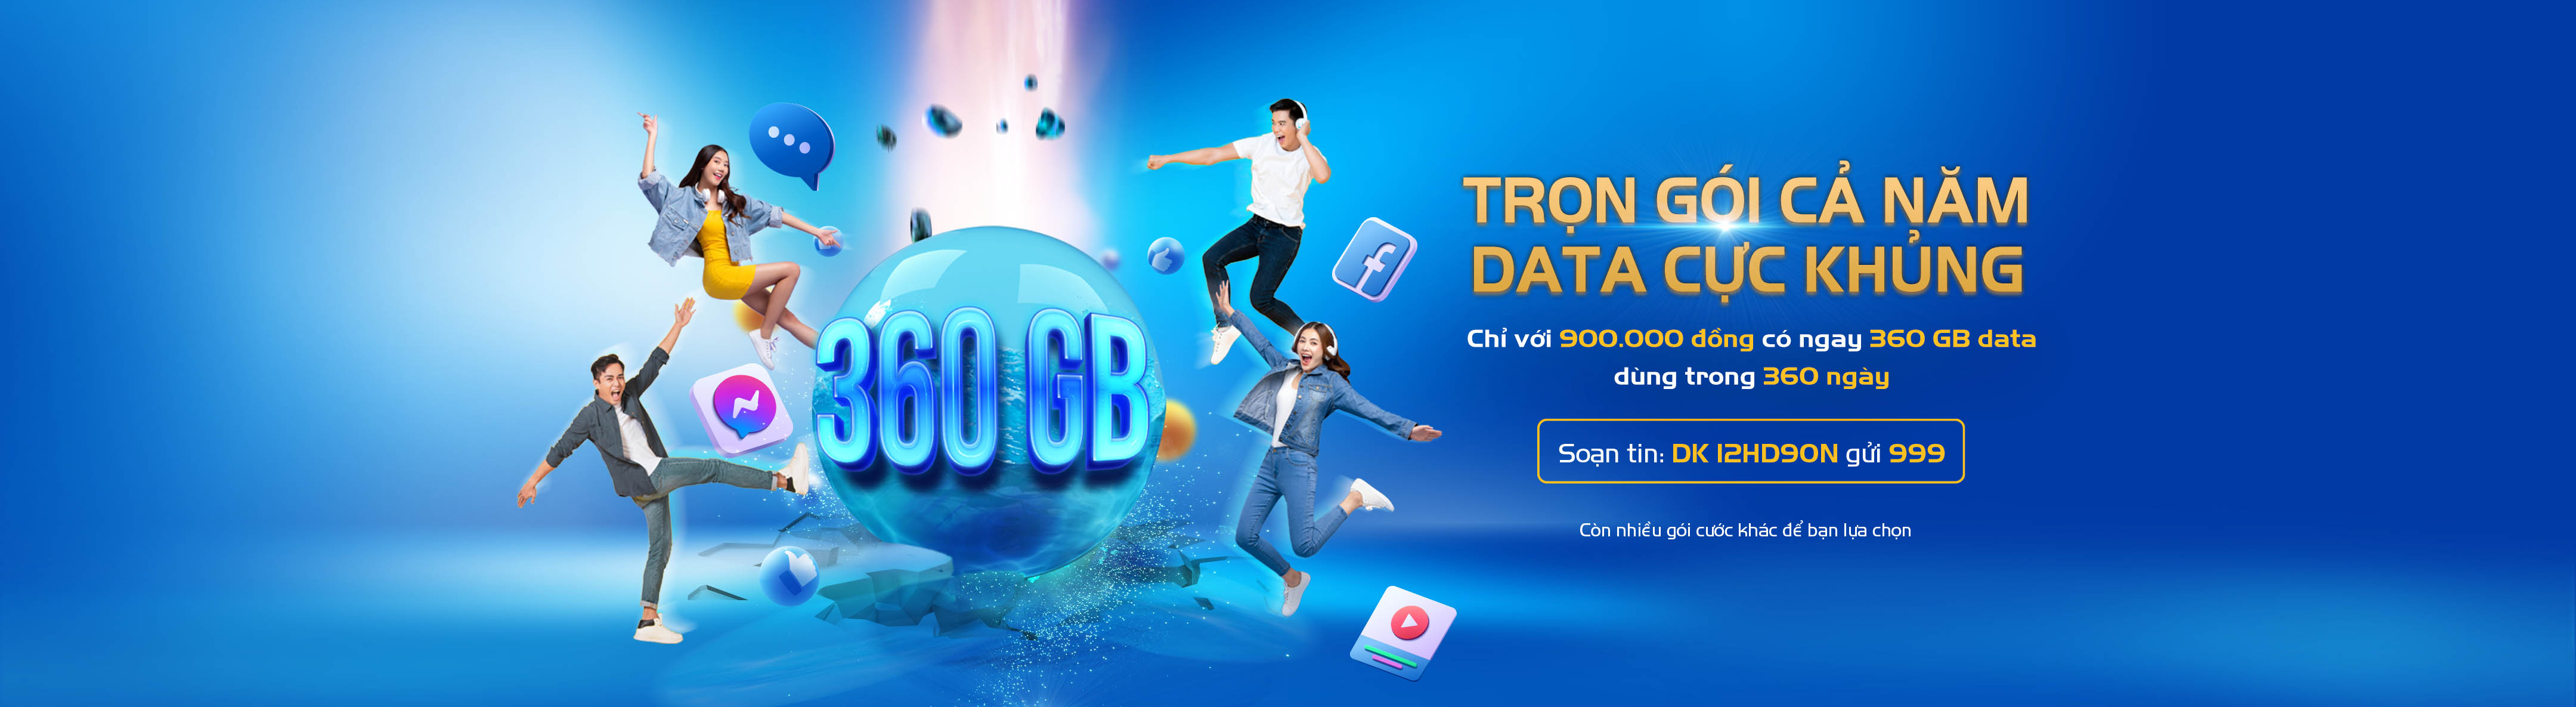 360 GB
TRỌN GÓI CẢ NĂM
DATA CỰC KHỦNG
Chỉ với 900.000 đồng có ngay 360 GB data
dùng trong 360 ngày
Soạn tin: DK 12HD90N gửi 999
Còn nhiều gói cước khác để bạn lựa chọn